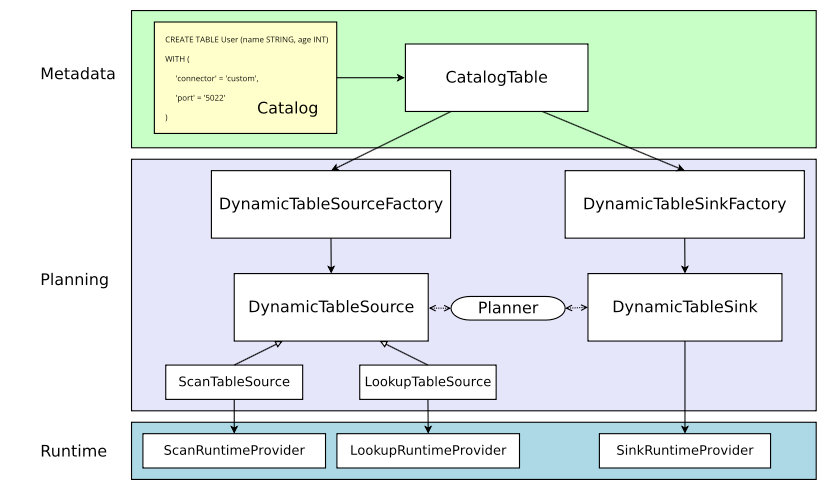 Metadata
CREATE TABLE User (name STRING, age INT)
WITH (
'connector' = 'custom',
'port' = '5022'
)
Catalog
CatalogTable
Planning
DynamicTableSourceFactory
DynamicTableSinkFactory
DynamicTableSource
Planner
DynamicTableSink
ScanTableSource
LookupTableSource
Runtime
ScanRuntimeProvider
LookupRuntimeProvider
SinkRuntimeProvider